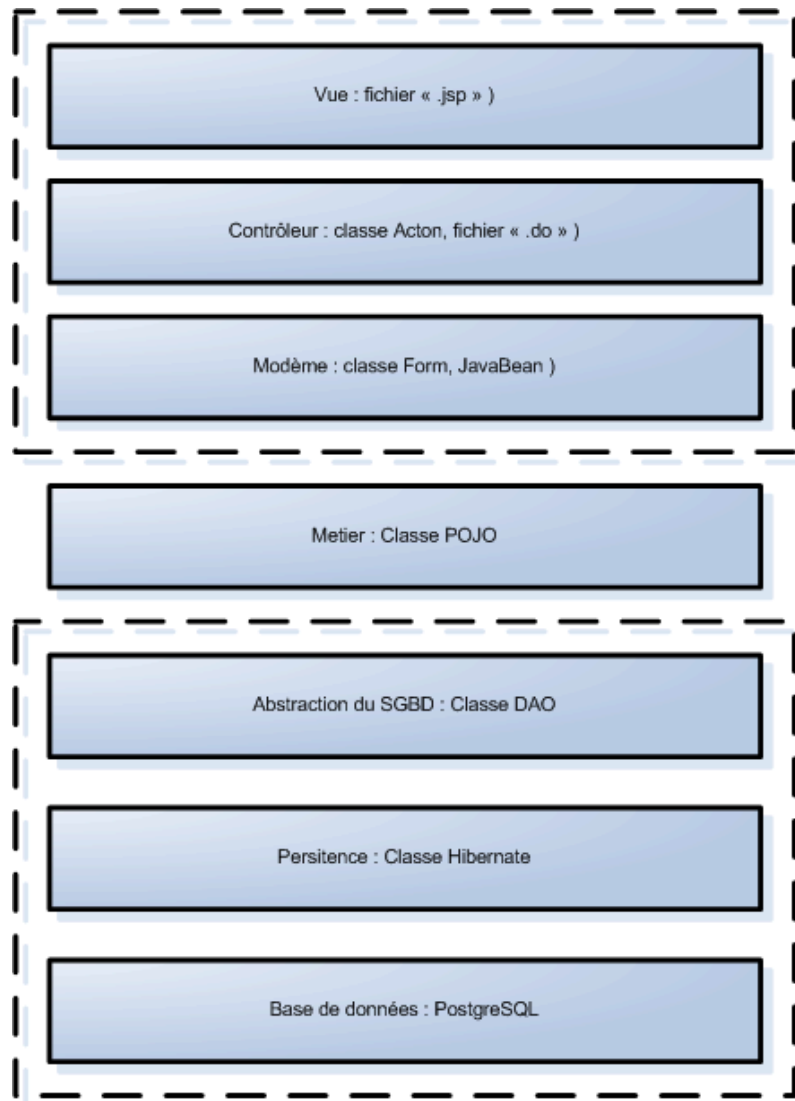 Vue : fichier « .jsp » )
Contrôleur : classe Acton, fichier « .do » )
Modème : classe Form, JavaBean )
Metier : Classe POJO
Abstraction du SGBD : Classe DAO
Persitence : Classe Hibernate
Base de données : PostgreSQL